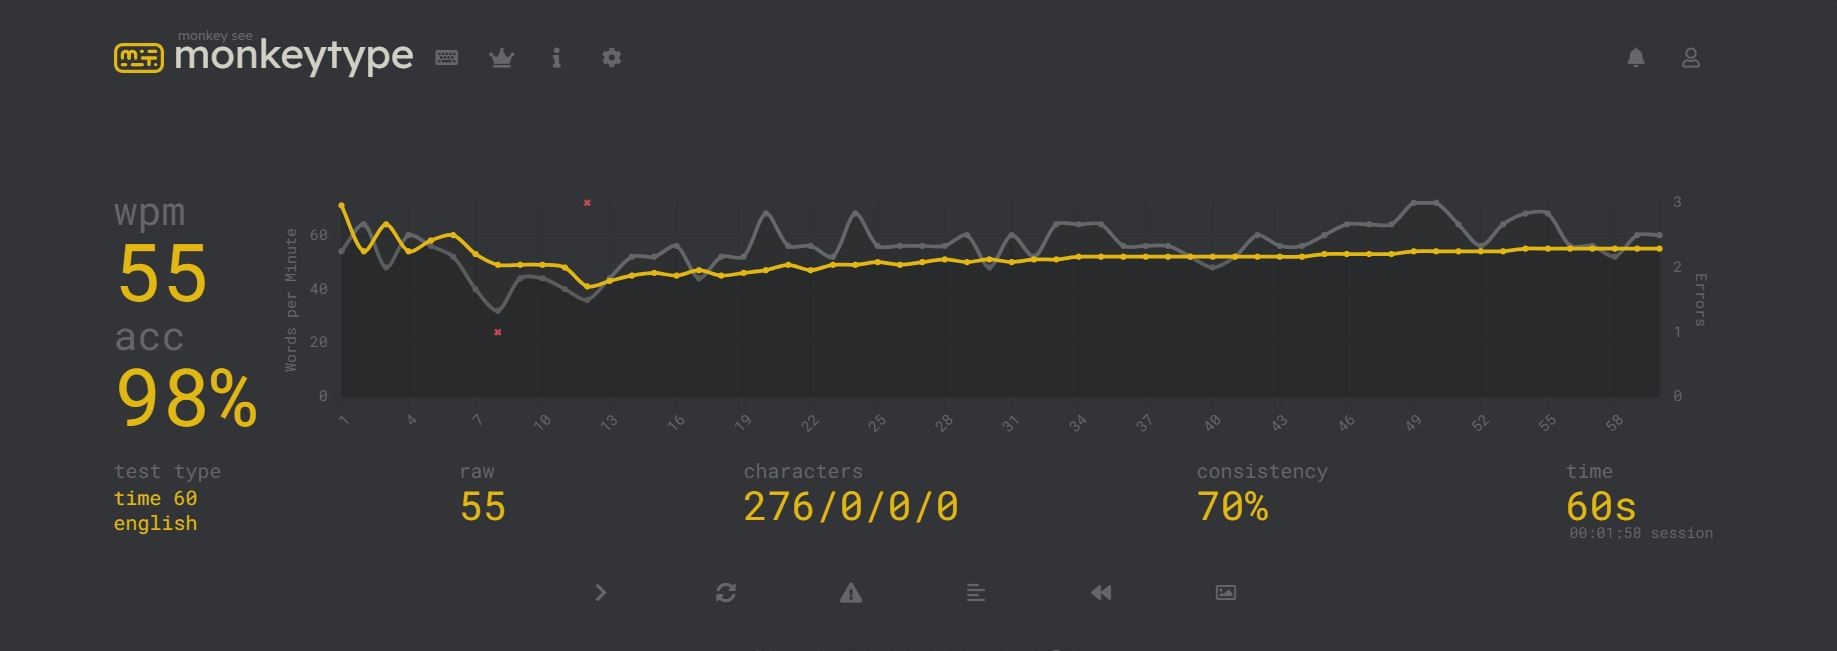 monkey see
monkeytype
wpm
55
acc
98%
Words per Minute
60
40
20
0
3
2
1
0
Errors
1 4 7 10 13 16 19 22 25 28 31 34 37 40 43 46 49 52 55 58
test type
time 60
english
raw
55
characters
276/0/0/0
consistency
70%
time
60s
00:01:58 session